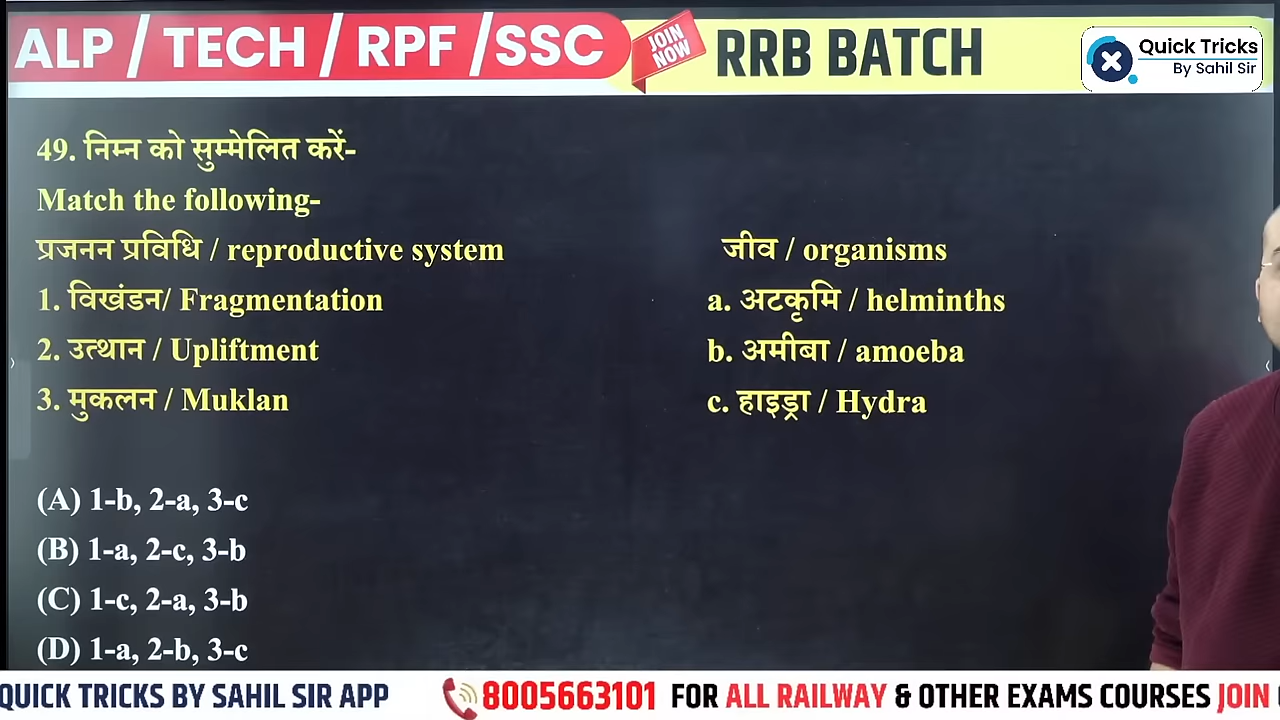 ALP / TECH / RPF / SSC JOIN NOW RRB BATCH
Quick Tricks
By Sahil Sir
49. निम्न को सुम्मेलित करें-
Match the following-
प्रजनन प्रविधि / reproductive system जीव / organisms
1. विखंडन/ Fragmentation a. अटकृमि / helminths
2. उत्थान / Upliftment b. अमीबा / amoeba
3. मुकलन / Muklan c. हाइड्रा / Hydra
(A) 1-b, 2-a, 3-c
(B) 1-a, 2-c, 3-b
(C) 1-c, 2-a, 3-b
(D) 1-a, 2-b, 3-c
QUICK TRICKS BY SAHIL SIR APP 8005663101 FOR ALL RAILWAY & OTHER EXAMS COURSES JOIN